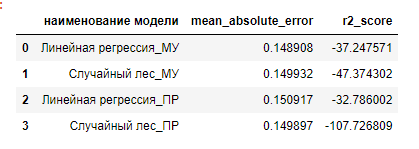 наименование модели mean_absolute_error r2_score
0 Линейная регрессия_МУ 0.148908 -37.247571
1 Случайный лес_МУ 0.149932 -47.374302
2 Линейная регрессия_ПР 0.150917 -32.786002
3 Случайный лес_ПР 0.149897 -107.726809